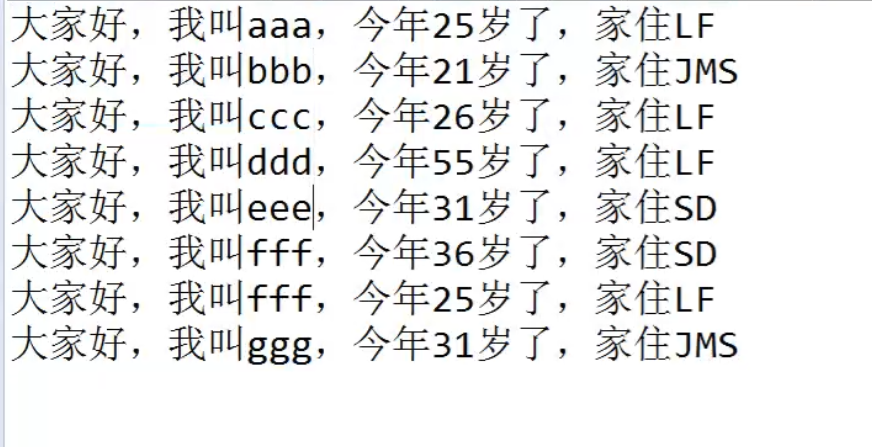 大家好，我叫aaa，今年25岁了，家住LF
大家好，我叫bbb，今年21岁了，家住JMS
大家好，我叫ccc，今年26岁了，家住LF
大家好，我叫ddd，今年55岁了，家住LF
大家好，我叫eee，今年31岁了，家住SD
大家好，我叫fff，今年36岁了，家住SD
大家好，我叫fff，今年25岁了，家住LF
大家好，我叫ggg，今年31岁了，家住JMS